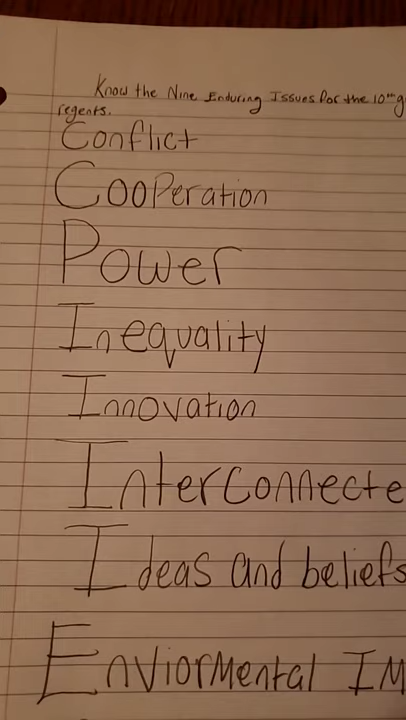 Know the Nine Enduring Issues for the 10th g
regents.
Conflict
Cooperation
Power
Inequality
Innovation
Interconnecte
Ideas and beliefs
Enviormental IM